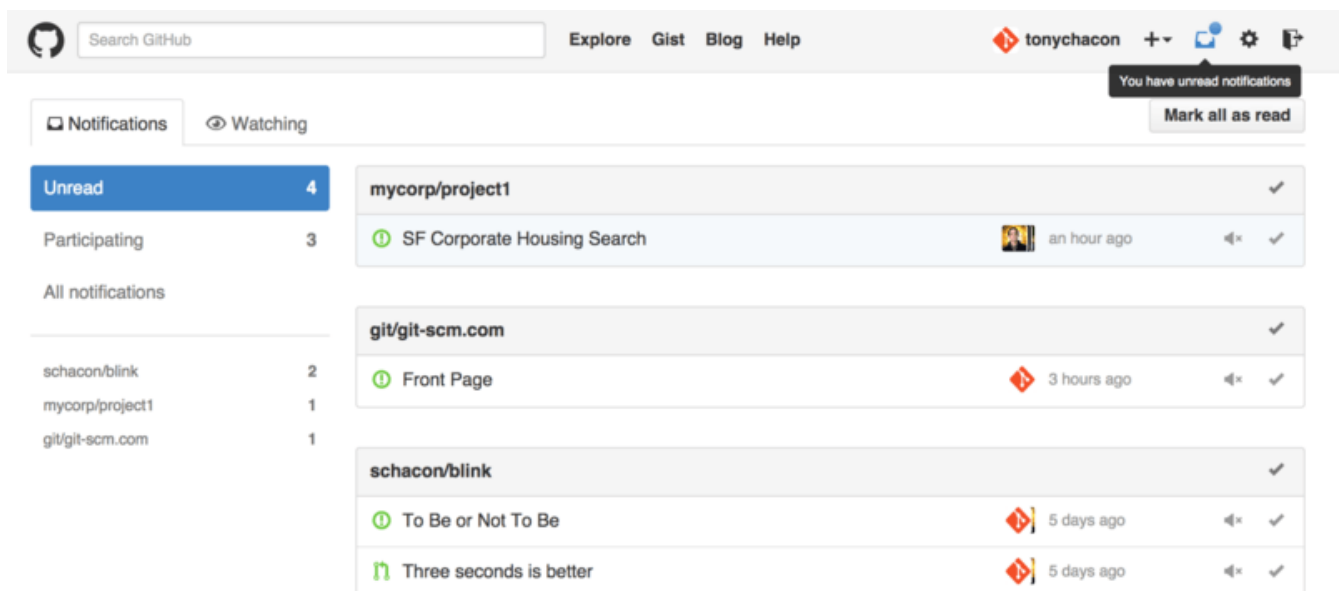 Search GitHub Explore Gist Blog Help tonychacon
You have unread notifications
Notifications Watching Mark all as read
Unread 4
Participating 3
All notifications
schacon/blink 2
mycorp/project1 1
git/git-scm.com 1
mycorp/project1
SF Corporate Housing Search an hour ago
git/git-scm.com
Front Page 3 hours ago
schacon/blink
To Be or Not To Be 5 days ago
Three seconds is better 5 days ago